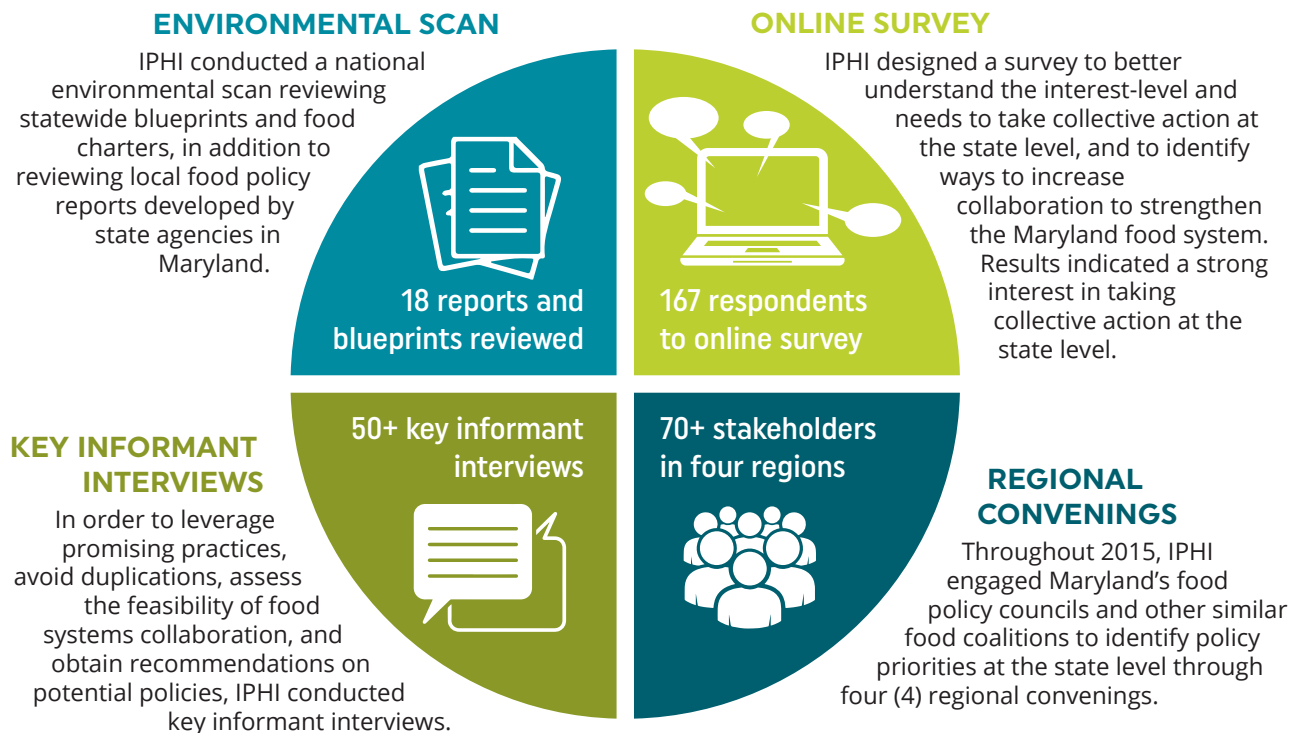 ENVIRONMENTAL SCAN
IPHI conducted a national
environmental scan reviewing
statewide blueprints and food
charters, in addition to
reviewing local food policy
reports developed by
state agencies in
Maryland.
18 reports and
blueprints reviewed
ONLINE SURVEY
IPHI designed a survey to better
understand the interest-level and
needs to take collective action at
the state level, and to identify
ways to increase
collaboration to strengthen
the Maryland food system.
Results indicated a strong
interest in taking
collective action at the
state level.
167 respondents
to online survey
KEY INFORMANT
INTERVIEWS
In order to leverage
promising practices,
avoid duplications, assess
the feasibility of food
systems collaboration, and
obtain recommendations on
potential policies, IPHI conducted
key informant interviews.
50+ key informant
interviews
70+ stakeholders
in four regions
REGIONAL
CONVENINGS
Throughout 2015, IPHI
engaged Maryland’s food
policy councils and other similar
food coalitions to identify policy
priorities at the state level through
four (4) regional convenings.